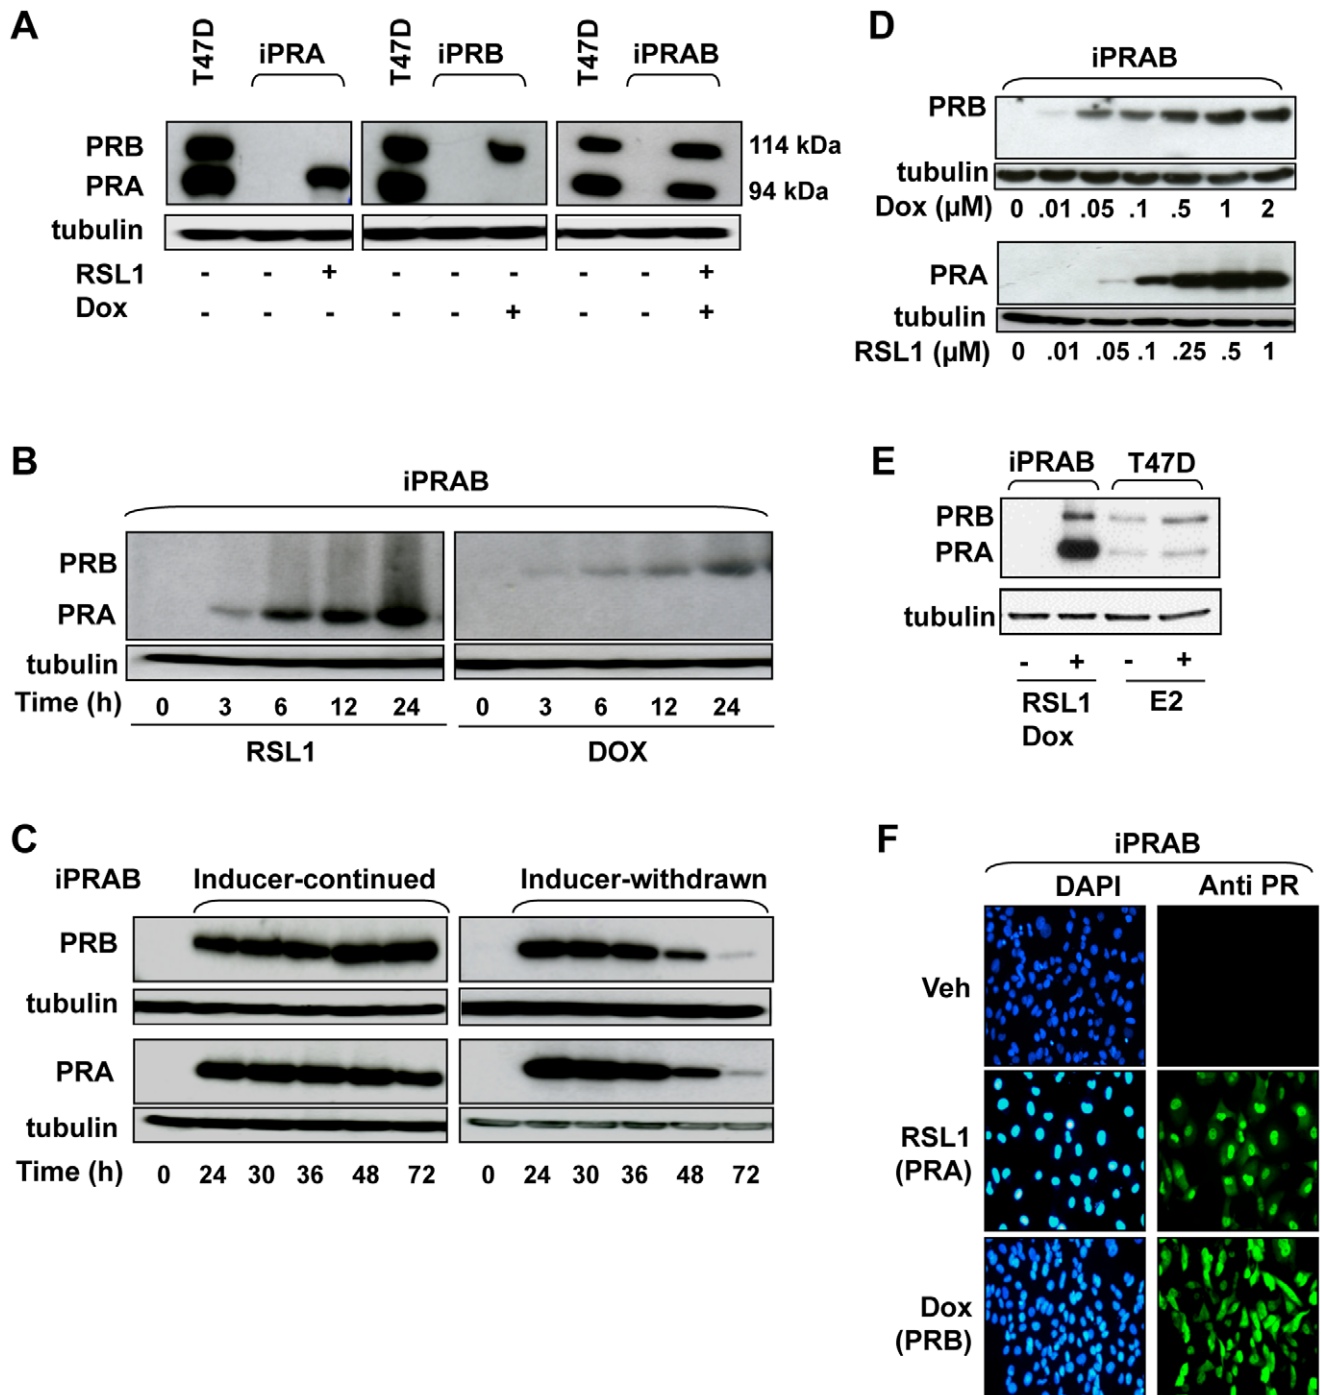 A
T47D
iPRA
T47D
iPRB
T47D
iPRAB
PRB
114 kDa
PRA
94 kDa
tubulin
RSL1 - - + - - - - - +
Dox - - - - - + - - +
D
iPRAB
PRB
tubulin
Dox (µM) 0 .01 .05 .1 .5 1 2
PRA
tubulin
RSL1 (µM) 0 .01 .05 .1 .25 .5 1
B
iPRAB
PRB
PRA
tubulin
Time (h) 0 3 6 12 24 0 3 6 12 24
RSL1 DOX
E
iPRAB T47D
PRB
PRA
tubulin
- + - +
RSL1 E2
Dox
C
iPRAB Inducer-continued Inducer-withdrawn
PRB
tubulin
PRA
tubulin
Time (h) 0 24 30 36 48 72 0 24 30 36 48 72
F
iPRAB
DAPI Anti PR
Veh
RSL1
(PRA)
Dox
(PRB)